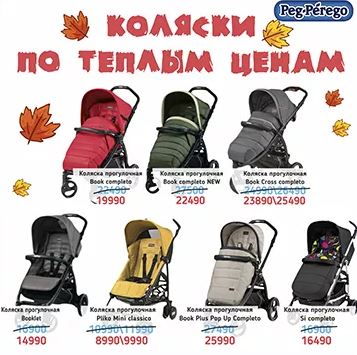 Peg-Pérego
КОЛЯСКИ
ПО ТЕПЛЫМ ЦЕНАМ
Коляска прогулочная
Book completo
22490
19990
Коляска прогулочная
Book completo NEW
27500
22490
Коляска прогулочная
Book Cross completo
24990\26490
23890\25490
Коляска прогулочная
Booklet
16900
14990
Коляска прогулочная
Pliko Mini classico
10990\11990
8990\9990
Коляска прогулочная
Book Plus Pop Up Completo
27490
25990
Коляска прогулочная
Si completo
16900
16490